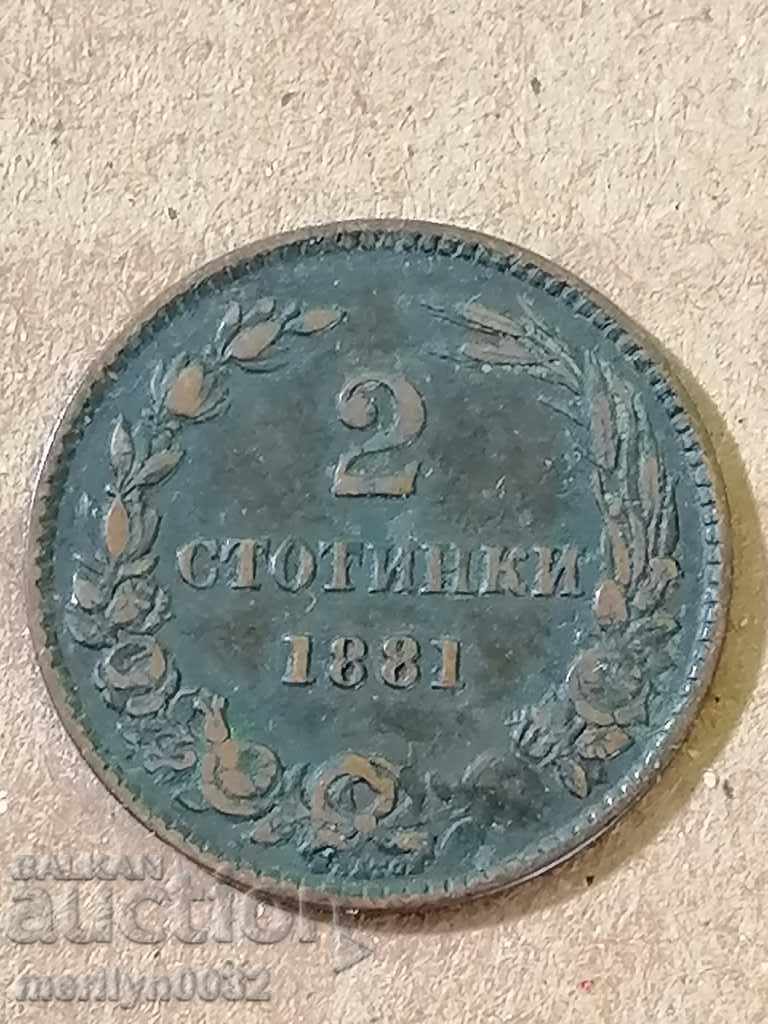 2
СТОТИНКИ
1881
BALKAN
auction
merilyn0032